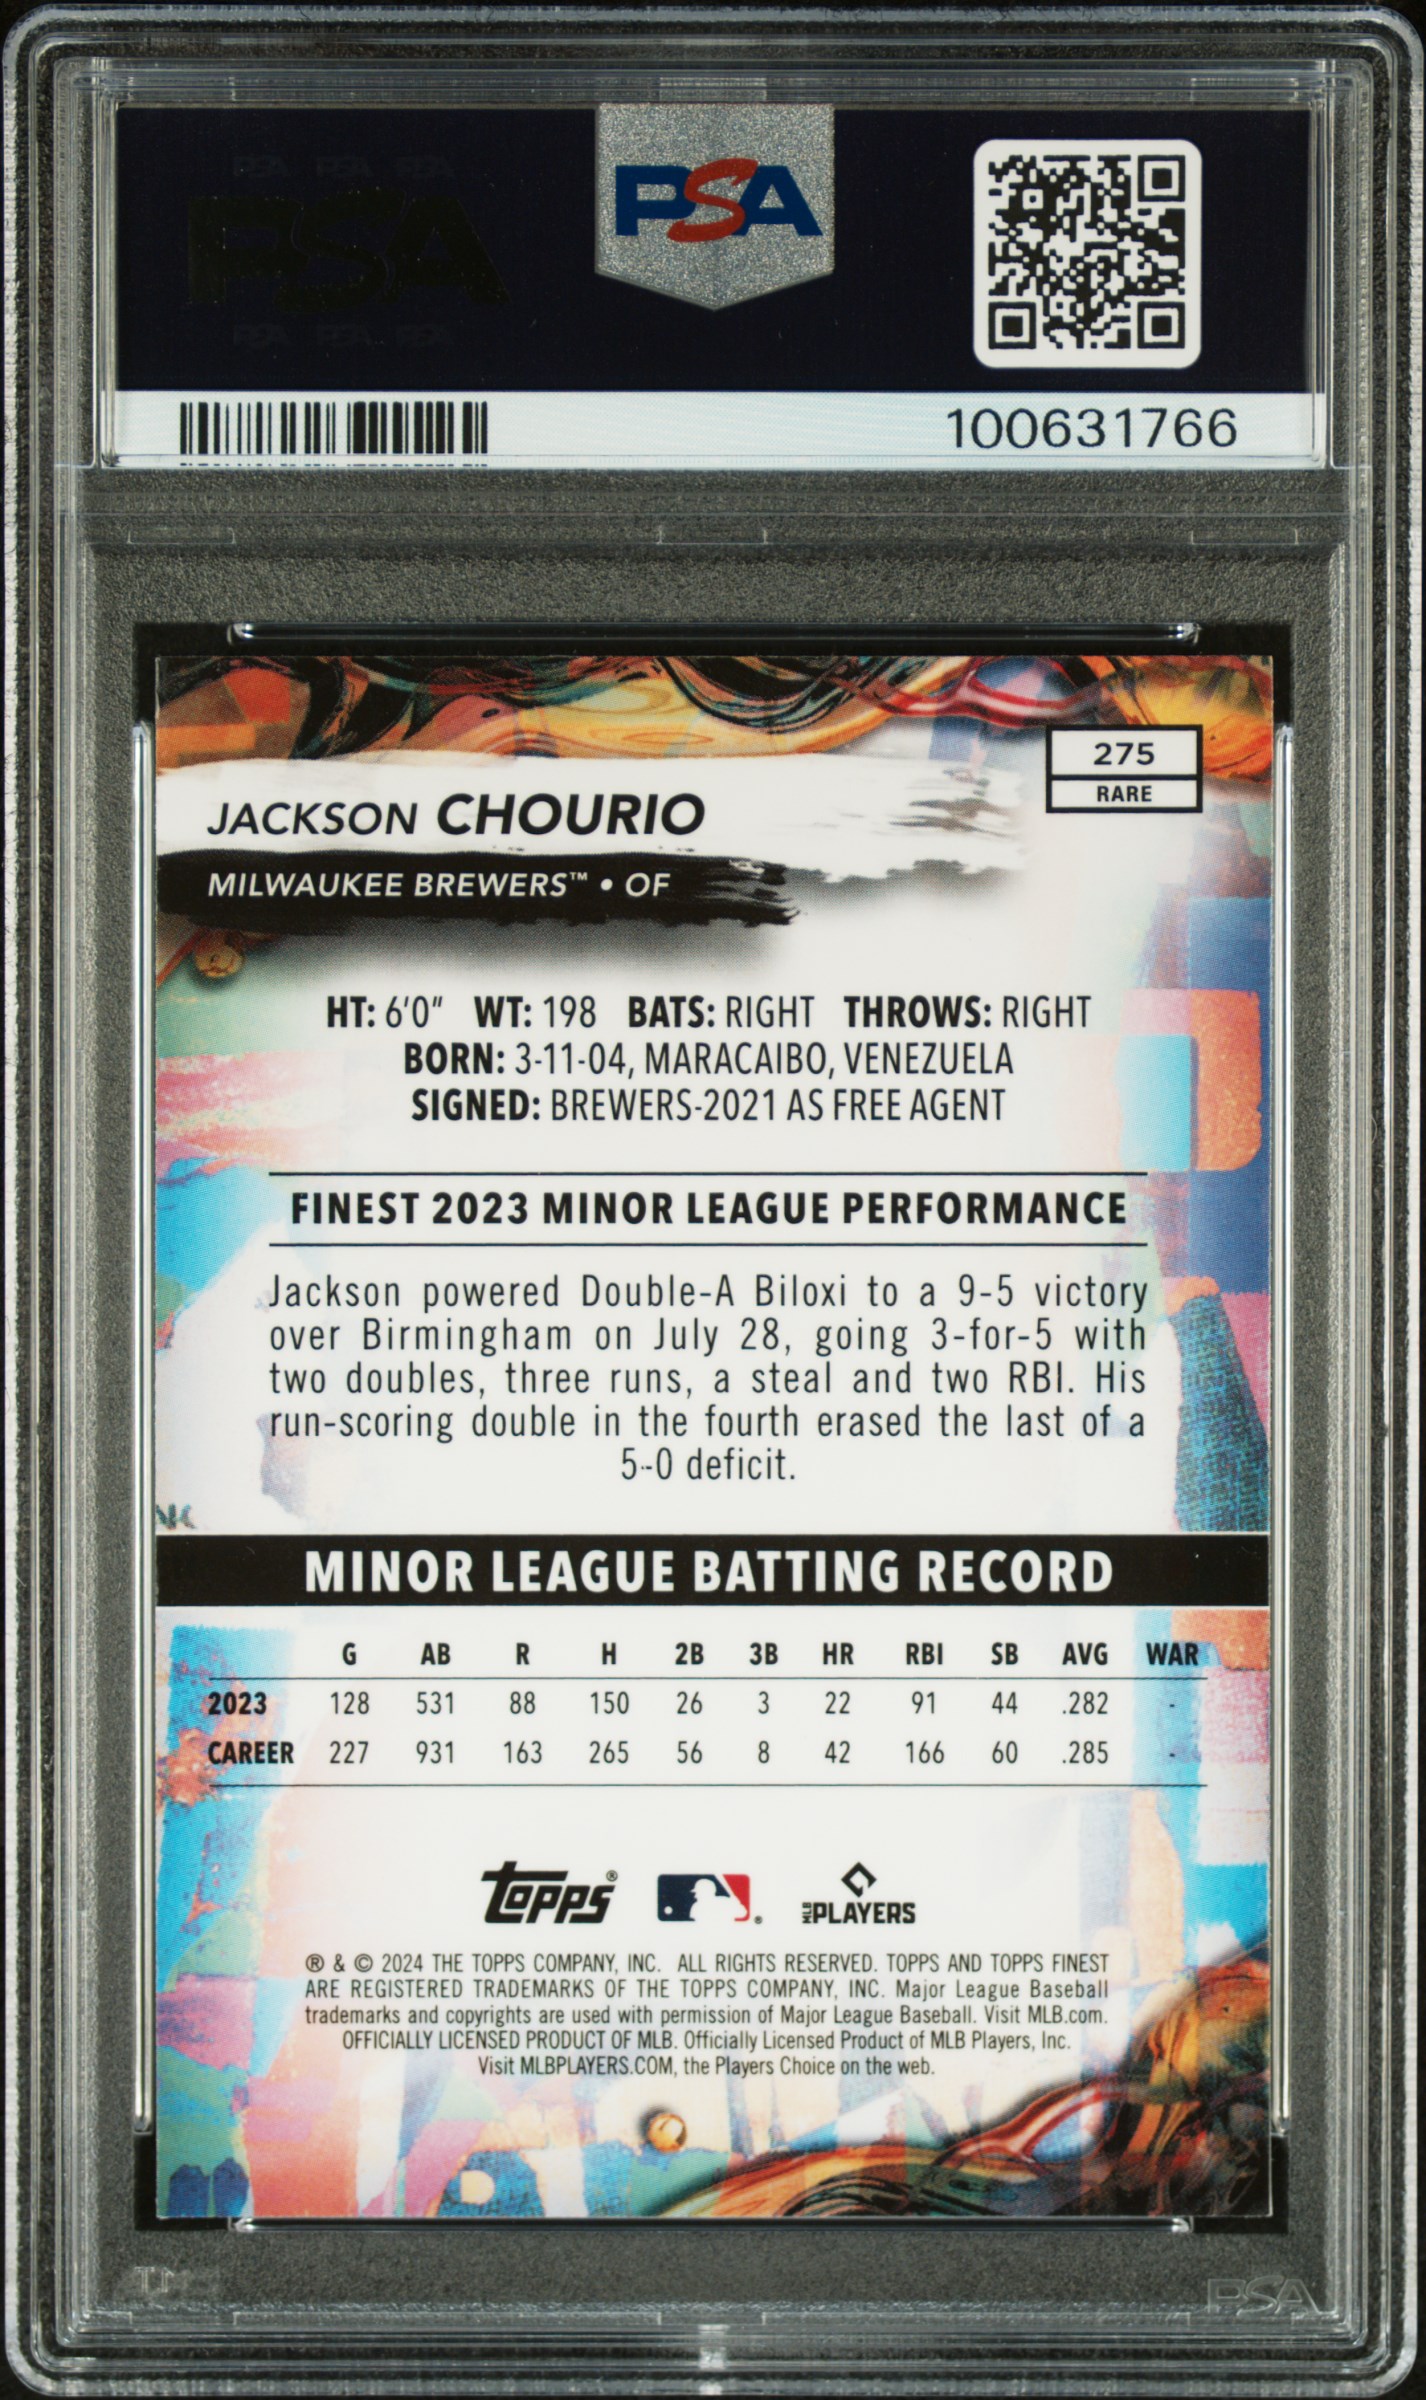 PSA
100631766
275
RARE
JACKSON CHOURIO
MILWAUKEE BREWERS™ • OF
HT: 6'0" WT: 198 BATS: RIGHT THROWS: RIGHT
BORN: 3-11-04, MARACAIBO, VENEZUELA
SIGNED: BREWERS-2021 AS FREE AGENT
FINEST 2023 MINOR LEAGUE PERFORMANCE
Jackson powered Double-A Biloxi to a 9-5 victory
over Birmingham on July 28, going 3-for-5 with
two doubles, three runs, a steal and two RBI. His
run-scoring double in the fourth erased the last of a
5-0 deficit.
MINOR LEAGUE BATTING RECORD
G AB R H 2B 3B HR RBI SB AVG WAR
2023 128 531 88 150 26 3 22 91 44 .282 -
CAREER 227 931 163 265 56 8 42 166 60 .285 -
TOPPS® ® MLB PLAYERS
® & © 2024 THE TOPPS COMPANY, INC. ALL RIGHTS RESERVED. TOPPS AND TOPPS FINEST
ARE REGISTERED TRADEMARKS OF THE TOPPS COMPANY, INC. Major League Baseball
trademarks and copyrights are used with permission of Major League Baseball. Visit MLB.com.
OFFICIALLY LICENSED PRODUCT OF MLB. Officially Licensed Product of MLB Players, Inc.
Visit MLBPLAYERS.COM, the Players Choice on the web.
PSA